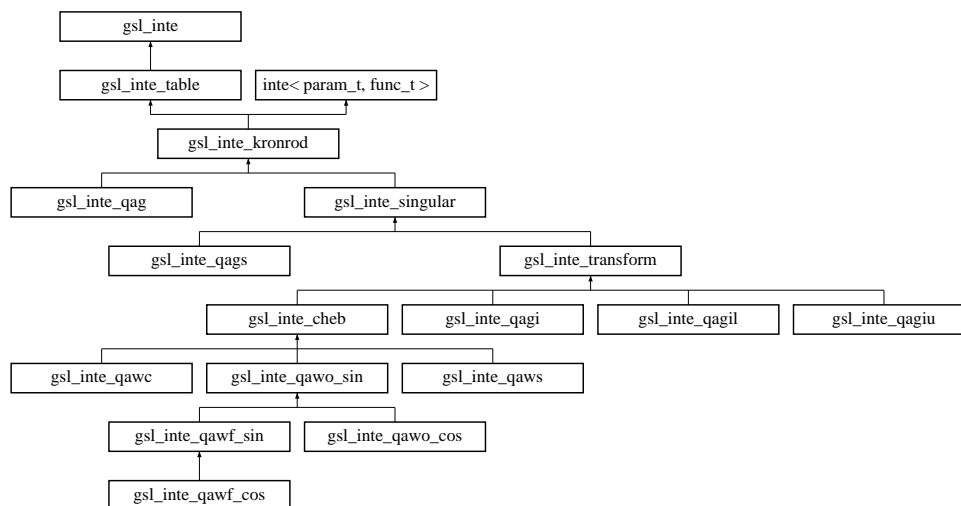 gsl_inte
gsl_inte_table
inte< param_t, func_t >
gsl_inte_kronrod
gsl_inte_qag
gsl_inte_singular
gsl_inte_qags
gsl_inte_transform
gsl_inte_cheb
gsl_inte_qagi
gsl_inte_qagil
gsl_inte_qagiu
gsl_inte_qawc
gsl_inte_qawo_sin
gsl_inte_qaws
gsl_inte_qawf_sin
gsl_inte_qawo_cos
gsl_inte_qawf_cos